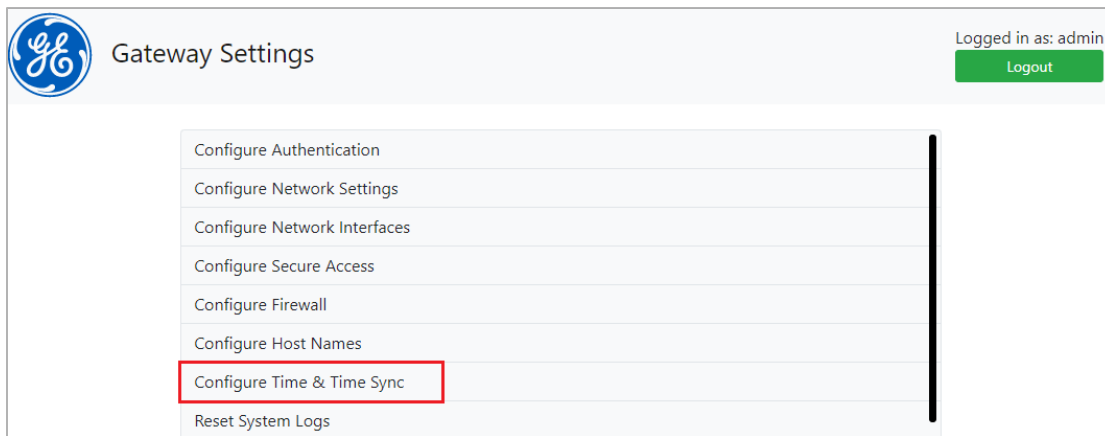 GE
Gateway Settings
Logged in as: admin
Logout
Configure Authentication
Configure Network Settings
Configure Network Interfaces
Configure Secure Access
Configure Firewall
Configure Host Names
Configure Time & Time Sync
Reset System Logs